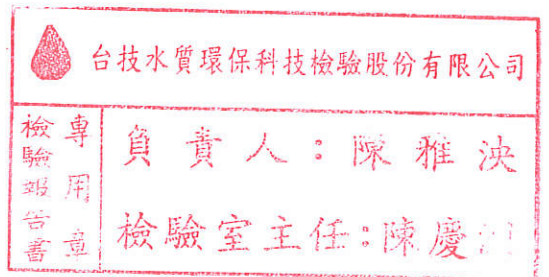 台技水質環保科技檢驗股份有限公司
檢驗報告書專用章
負責人：陳雅泱
檢驗室主任：陳慶